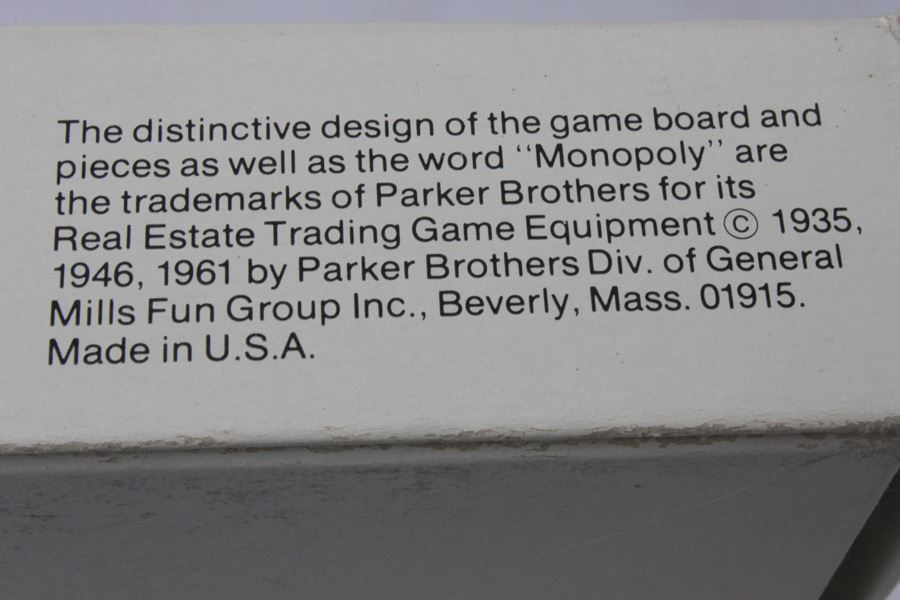 The distinctive design of the game board and
pieces as well as the word "Monopoly" are
the trademarks of Parker Brothers for its
Real Estate Trading Game Equipment © 1935,
1946, 1961 by Parker Brothers Div. of General
Mills Fun Group Inc., Beverly, Mass. 01915.
Made in U.S.A.